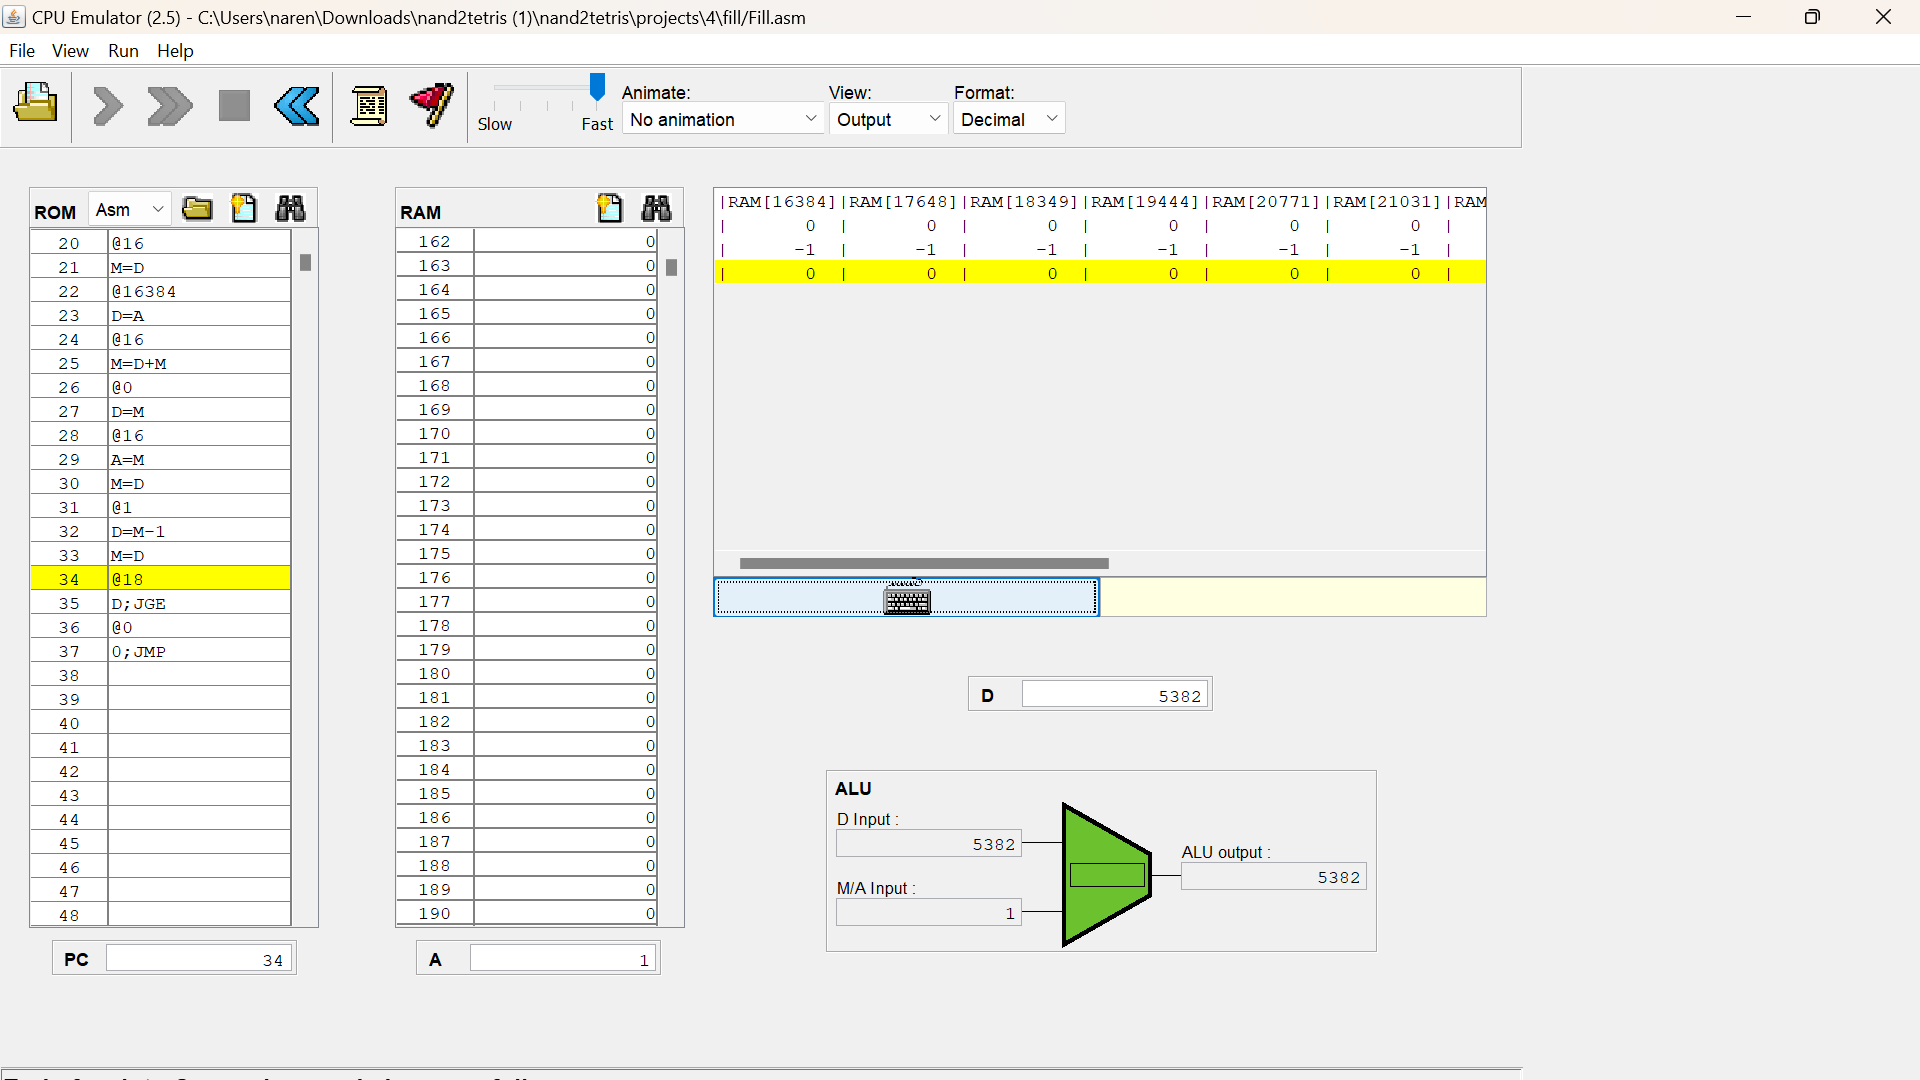 CPU Emulator (2.5) - C:\Users\naren\Downloads\nand2tetris (1)\nand2tetris\projects\4\fill/Fill.asm
File View Run Help
Slow Fast
Animate: View: Format:
No animation Output Decimal
ROM Asm
20 @16
21 M=D
22 @16384
23 D=A
24 @16
25 M=D+M
26 @0
27 D=M
28 @16
29 A=M
30 M=D
31 @1
32 D=M-1
33 M=D
34 @18
35 D;JGE
36 @0
37 0;JMP
38
39
40
41
42
43
44
45
46
47
48
PC 34
RAM
162 0
163 0
164 0
165 0
166 0
167 0
168 0
169 0
170 0
171 0
172 0
173 0
174 0
175 0
176 0
177 0
178 0
179 0
180 0
181 0
182 0
183 0
184 0
185 0
186 0
187 0
188 0
189 0
190 0
A 1
|RAM[16384]|RAM[17648]|RAM[18349]|RAM[19444]|RAM[20771]|RAM[21031]|RAM
| 0 | 0 | 0 | 0 | 0 | 0 |
| -1 | -1 | -1 | -1 | -1 | -1 |
| 0 | 0 | 0 | 0 | 0 | 0 |
D 5382
ALU
D Input :
5382
M/A Input :
1
ALU output :
5382